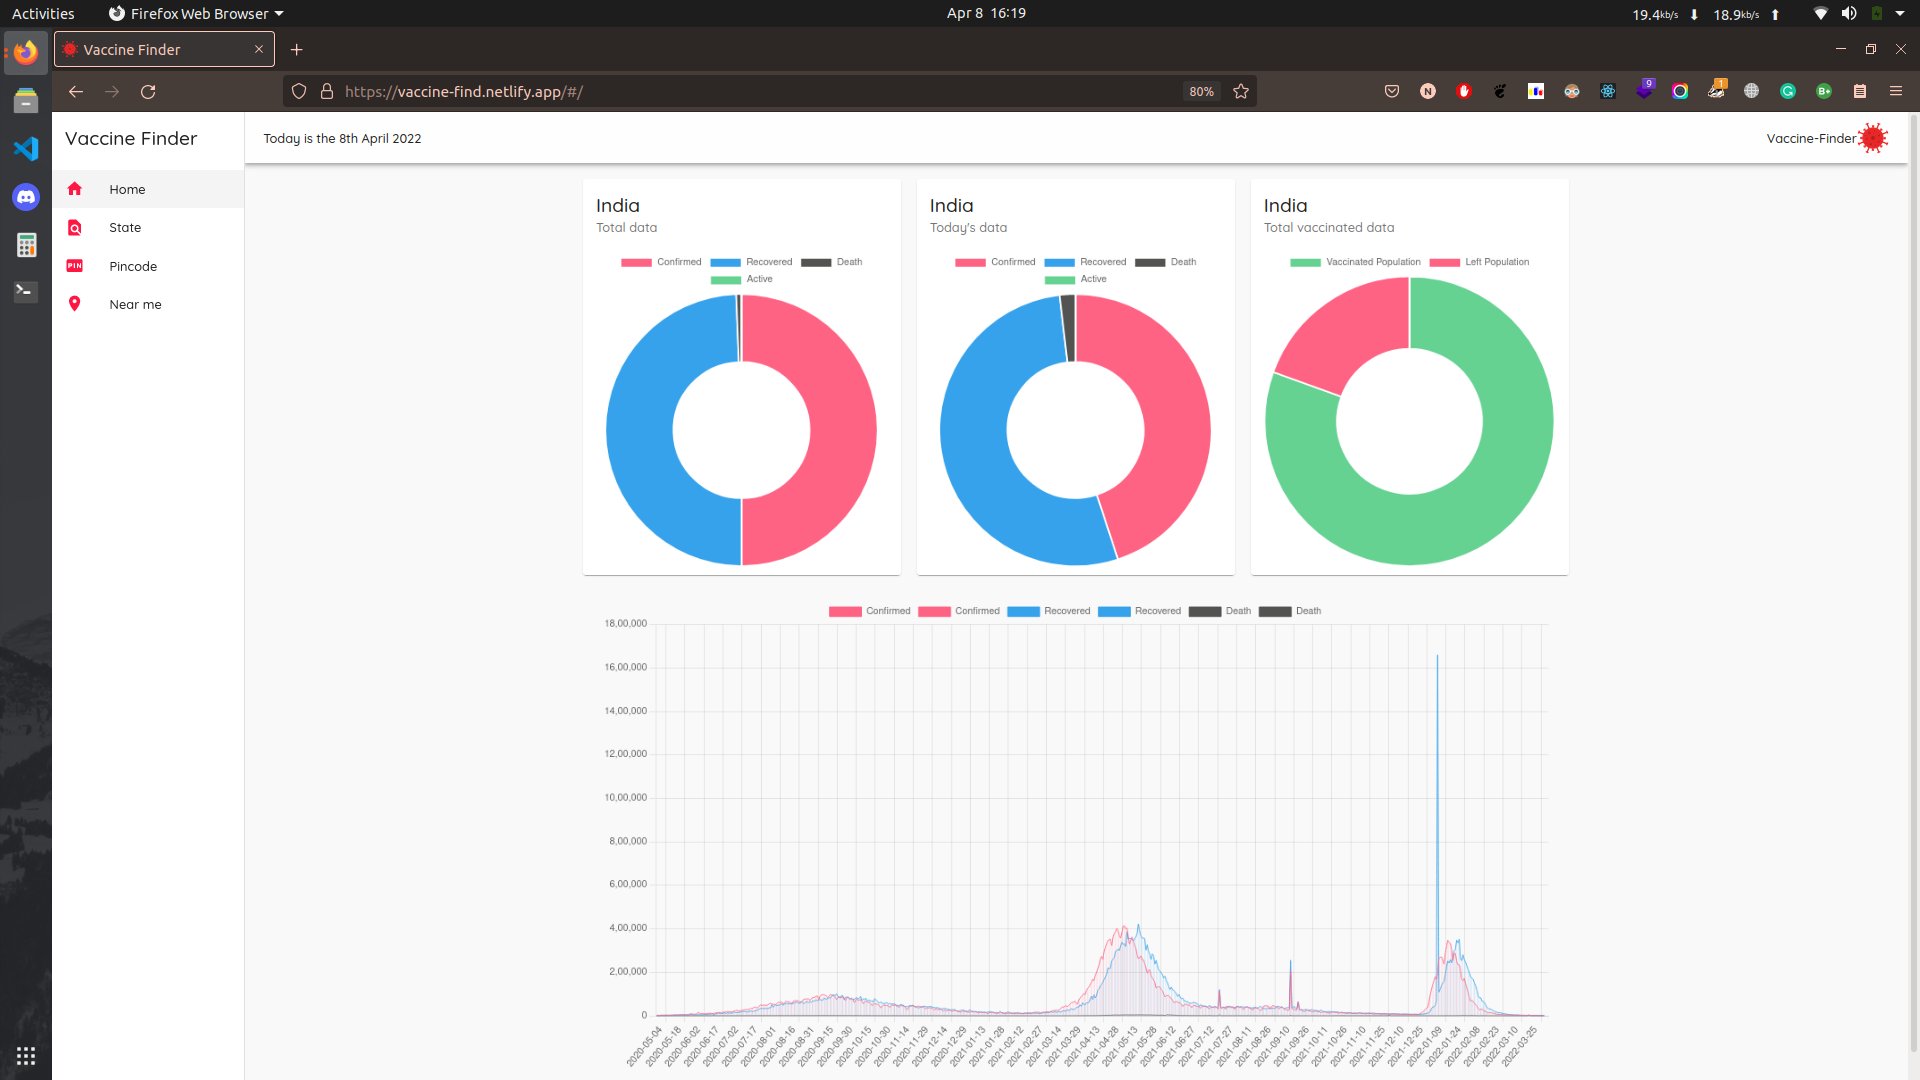 Activities
Firefox Web Browser
Apr 8 16:19
19.4kb/s
18.9kb/s
Vaccine Finder
https://vaccine-find.netlify.app/#/
80%
N
9
1
G
B+
Vaccine Finder
Today is the 8th April 2022
Vaccine-Finder
Home
State
PIN
Pincode
Near me
India
Total data
Confirmed Recovered Death
Active
India
Today's data
Confirmed Recovered Death
Active
India
Total vaccinated data
Vaccinated Population Left Population
Confirmed Confirmed Recovered Recovered Death Death
18,00,000
16,00,000
14,00,000
12,00,000
10,00,000
8,00,000
6,00,000
4,00,000
2,00,000
0
2020-05-04
2020-05-18
2020-06-02
2020-06-17
2020-07-02
2020-07-17
2020-08-01
2020-08-16
2020-08-31
2020-09-15
2020-09-30
2020-10-15
2020-10-30
2020-11-14
2020-11-29
2020-12-14
2020-12-29
2021-01-13
2021-01-28
2021-02-12
2021-02-27
2021-03-14
2021-03-29
2021-04-13
2021-04-28
2021-05-13
2021-05-28
2021-06-12
2021-06-27
2021-07-12
2021-07-27
2021-08-11
2021-08-26
2021-09-10
2021-09-26
2021-10-11
2021-10-26
2021-11-10
2021-11-25
2021-12-10
2021-12-25
2022-01-09
2022-01-24
2022-02-08
2022-02-23
2022-03-10
2022-03-25